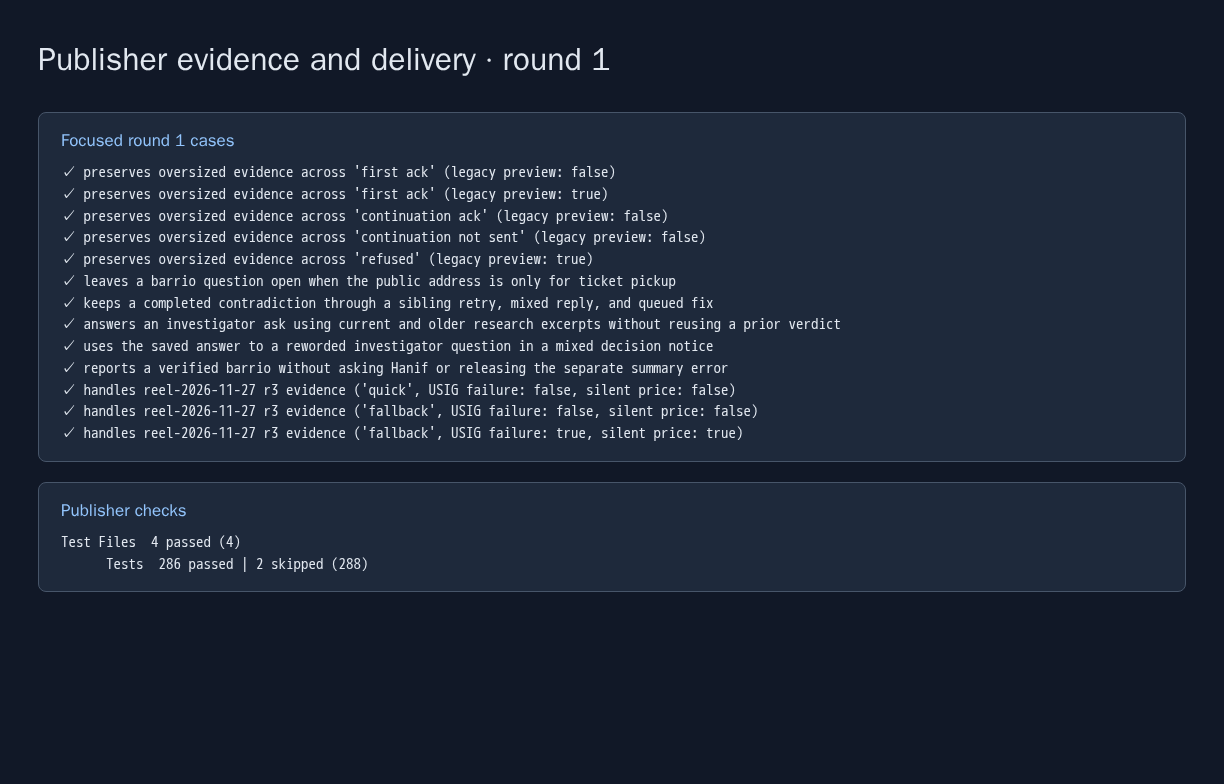 Publisher evidence and delivery · round 1
Focused round 1 cases
✓ preserves oversized evidence across 'first ack' (legacy preview: false)
✓ preserves oversized evidence across 'first ack' (legacy preview: true)
✓ preserves oversized evidence across 'continuation ack' (legacy preview: false)
✓ preserves oversized evidence across 'continuation not sent' (legacy preview: false)
✓ preserves oversized evidence across 'refused' (legacy preview: true)
✓ leaves a barrio question open when the public address is only for ticket pickup
✓ keeps a completed contradiction through a sibling retry, mixed reply, and queued fix
✓ answers an investigator ask using current and older research excerpts without reusing a prior verdict
✓ uses the saved answer to a reworded investigator question in a mixed decision notice
✓ reports a verified barrio without asking Hanif or releasing the separate summary error
✓ handles reel-2026-11-27 r3 evidence ('quick', USIG failure: false, silent price: false)
✓ handles reel-2026-11-27 r3 evidence ('fallback', USIG failure: false, silent price: false)
✓ handles reel-2026-11-27 r3 evidence ('fallback', USIG failure: true, silent price: true)
Publisher checks
Test Files  4 passed (4)
Tests  286 passed | 2 skipped (288)